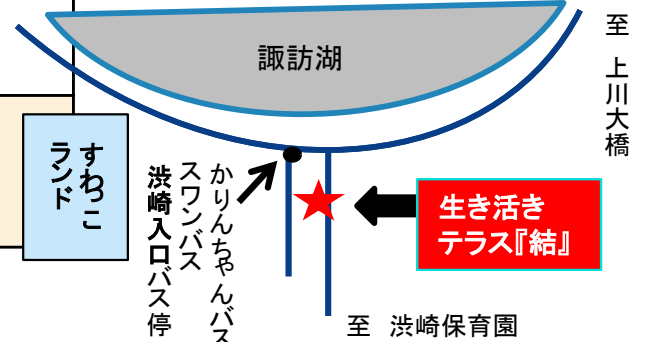 諏訪湖
至　上川大橋
すわっこ
ランド
かりんちゃんバス
スワンバス
渋崎入口バス停
生き活き
テラス『結』
至　渋崎保育園